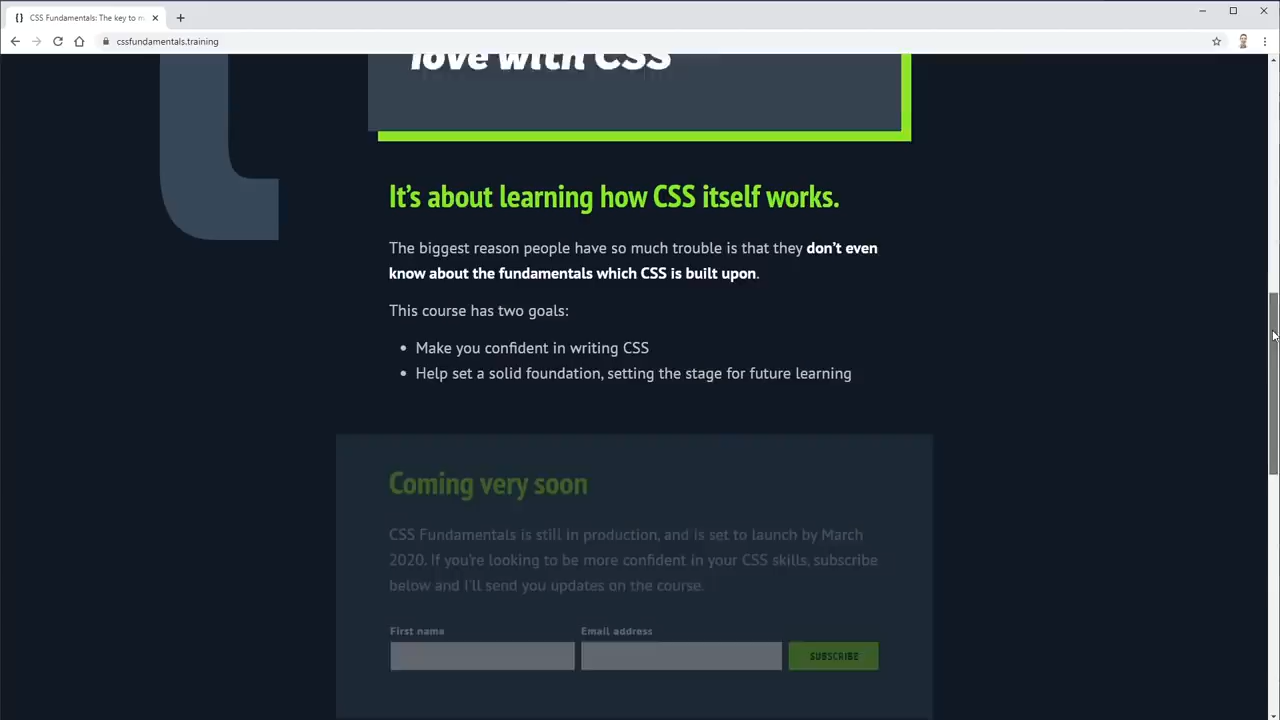 {} CSS Fundamentals: The key to m
cssfundamentals.training
love with CSS
It's about learning how CSS itself works.
The biggest reason people have so much trouble is that they don't even
know about the fundamentals which CSS is built upon.
This course has two goals:
• Make you confident in writing CSS
• Help set a solid foundation, setting the stage for future learning
Coming very soon
CSS Fundamentals is still in production, and is set to launch by March
2020. If you're looking to be more confident in your CSS skills, subscribe
below and I'll send you updates on the course.
First name Email address
SUBSCRIBE